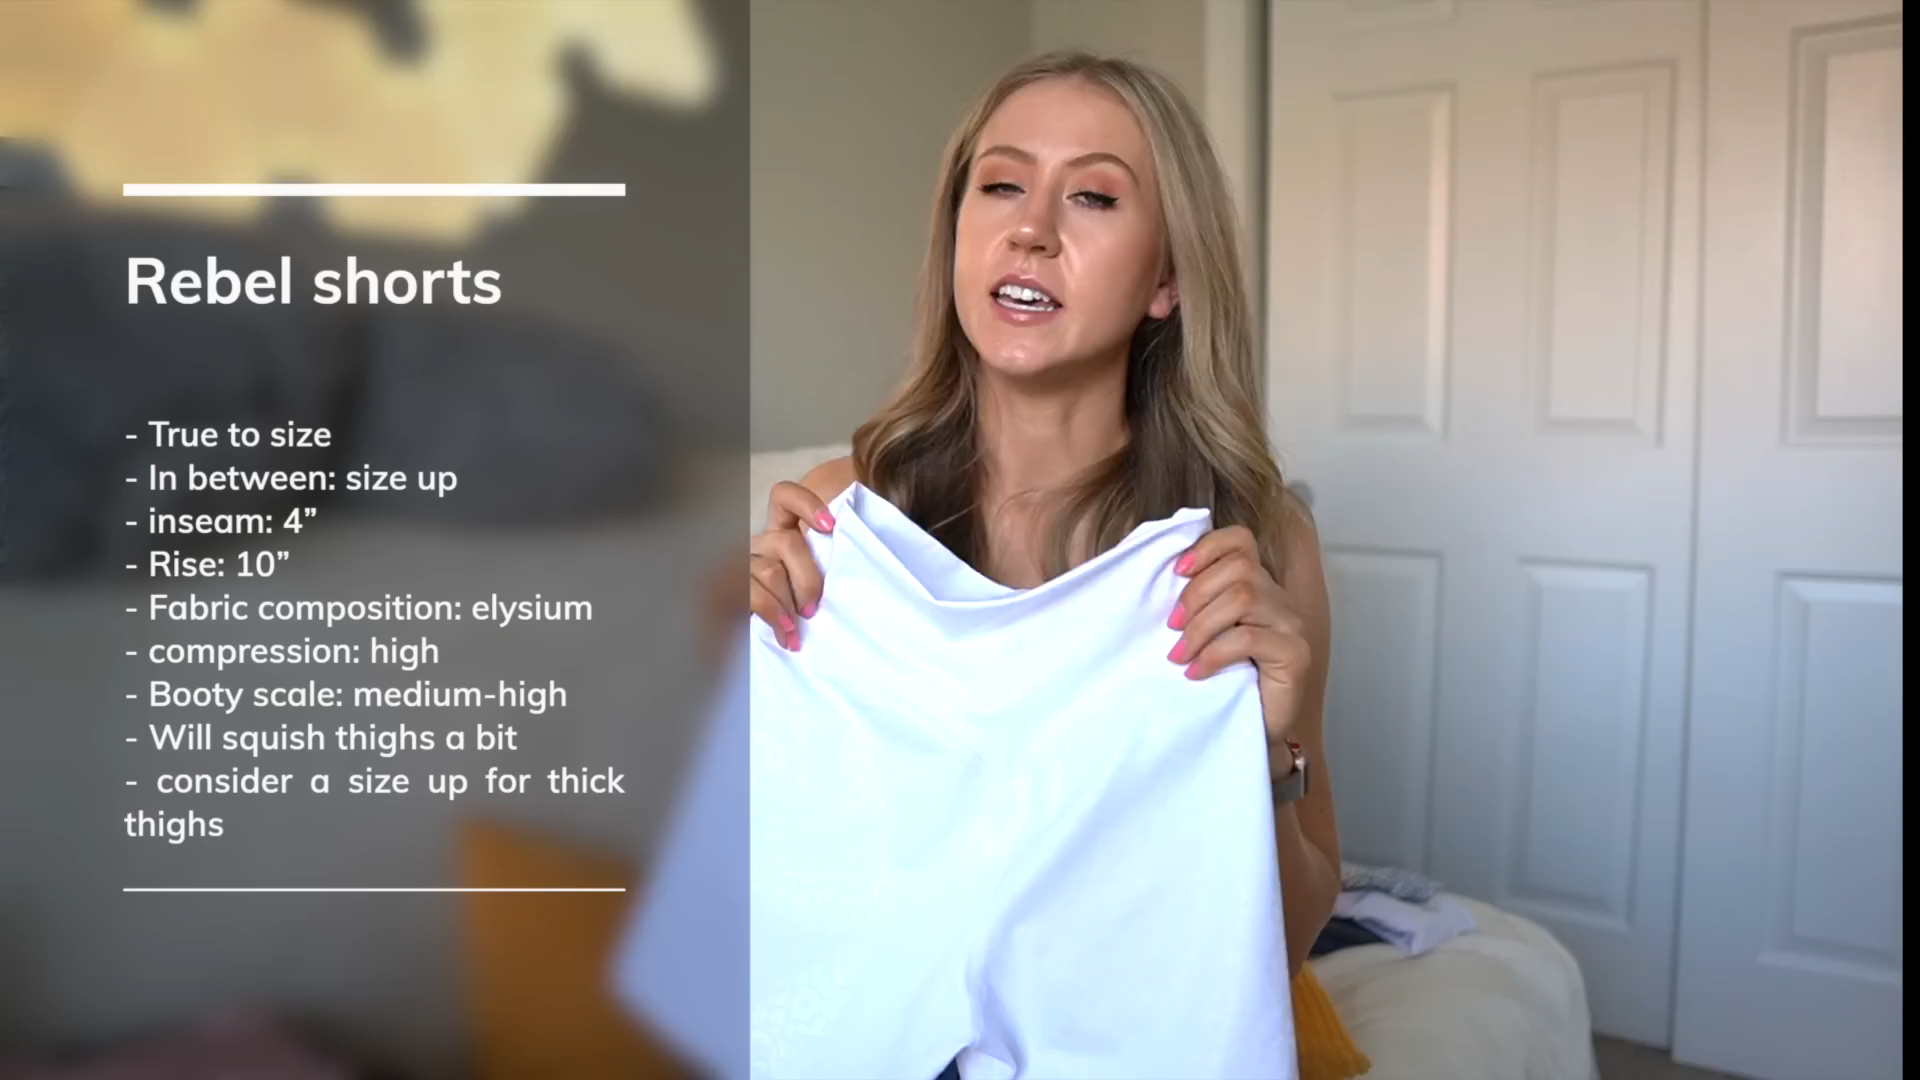 Rebel shorts
- True to size
- In between: size up
- inseam: 4”
- Rise: 10”
- Fabric composition: elysium
- compression: high
- Booty scale: medium-high
- Will squish thighs a bit
- consider a size up for thick
thighs